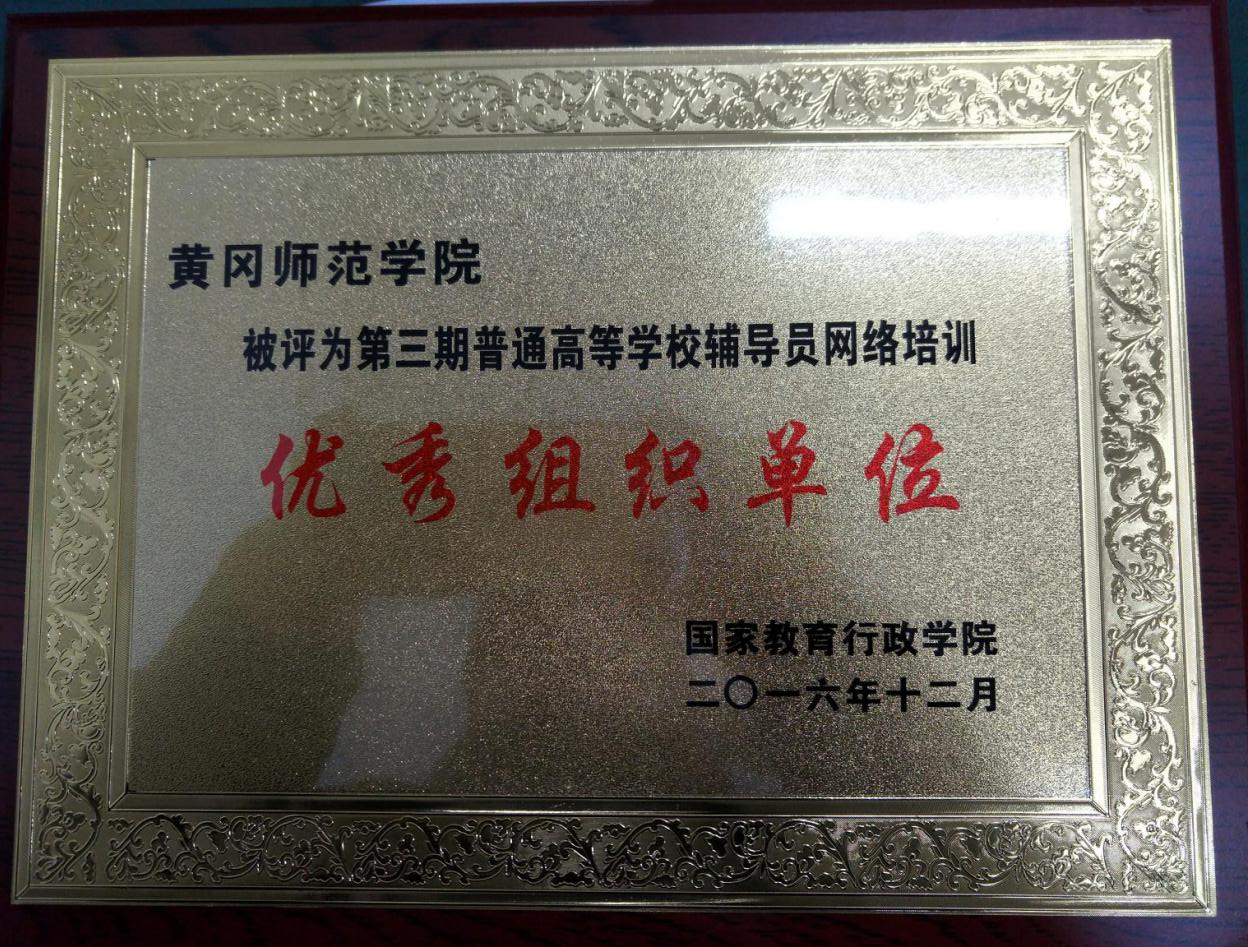 黄冈师范学院
被评为第三期普通高等学校辅导员网络培训
优秀组织单位
国家教育行政学院
二〇一六年十二月